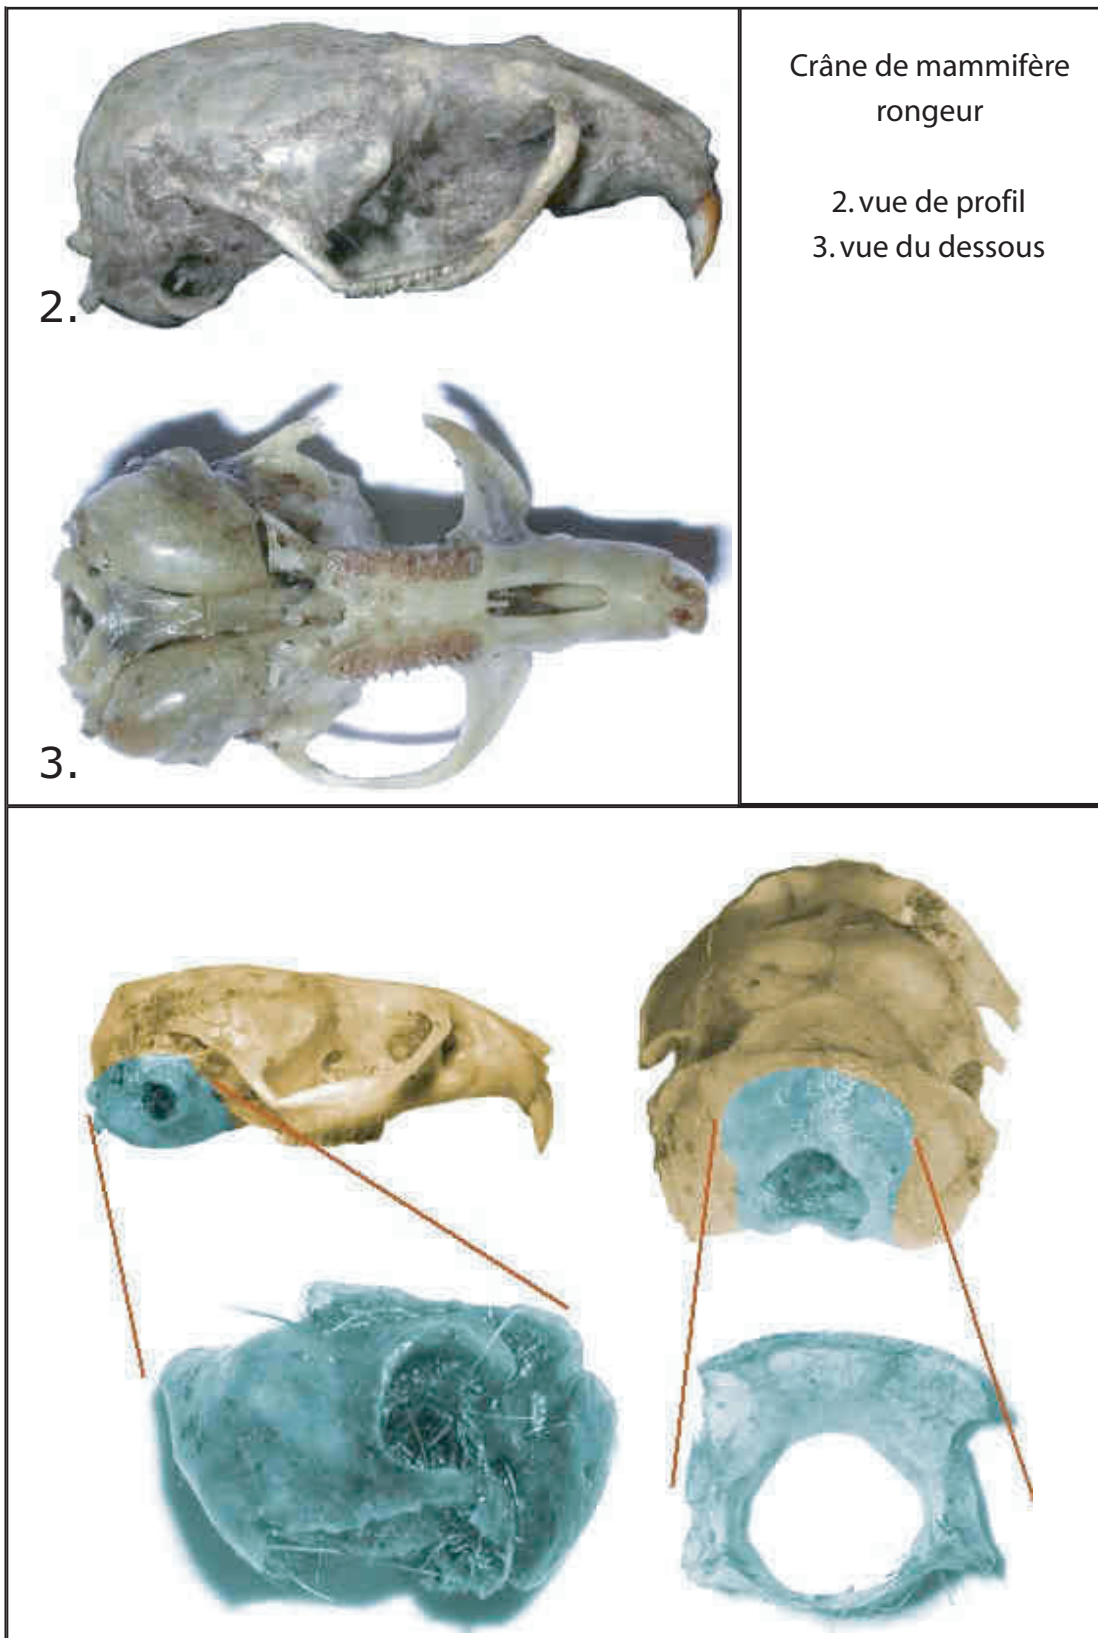 Crâne de mammifère
rongeur
2. vue de profil
3. vue du dessous
2.
3.